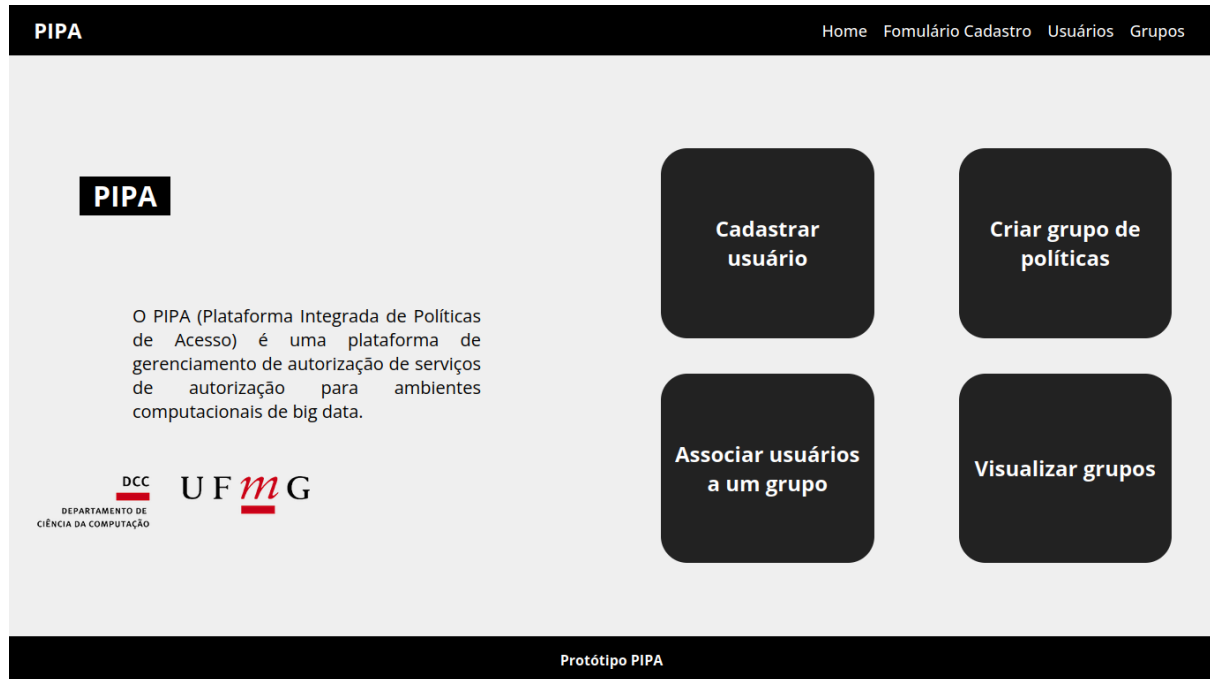 PIPA
Home Fomulário Cadastro Usuários Grupos
PIPA
O PIPA (Plataforma Integrada de Políticas
de Acesso) é uma plataforma de
gerenciamento de autorização de serviços
de autorização para ambientes
computacionais de big data.
DCC
DEPARTAMENTO DE
CIÊNCIA DA COMPUTAÇÃO
UFmG
Cadastrar
usuário
Criar grupo de
políticas
Associar usuários
a um grupo
Visualizar grupos
Protótipo PIPA